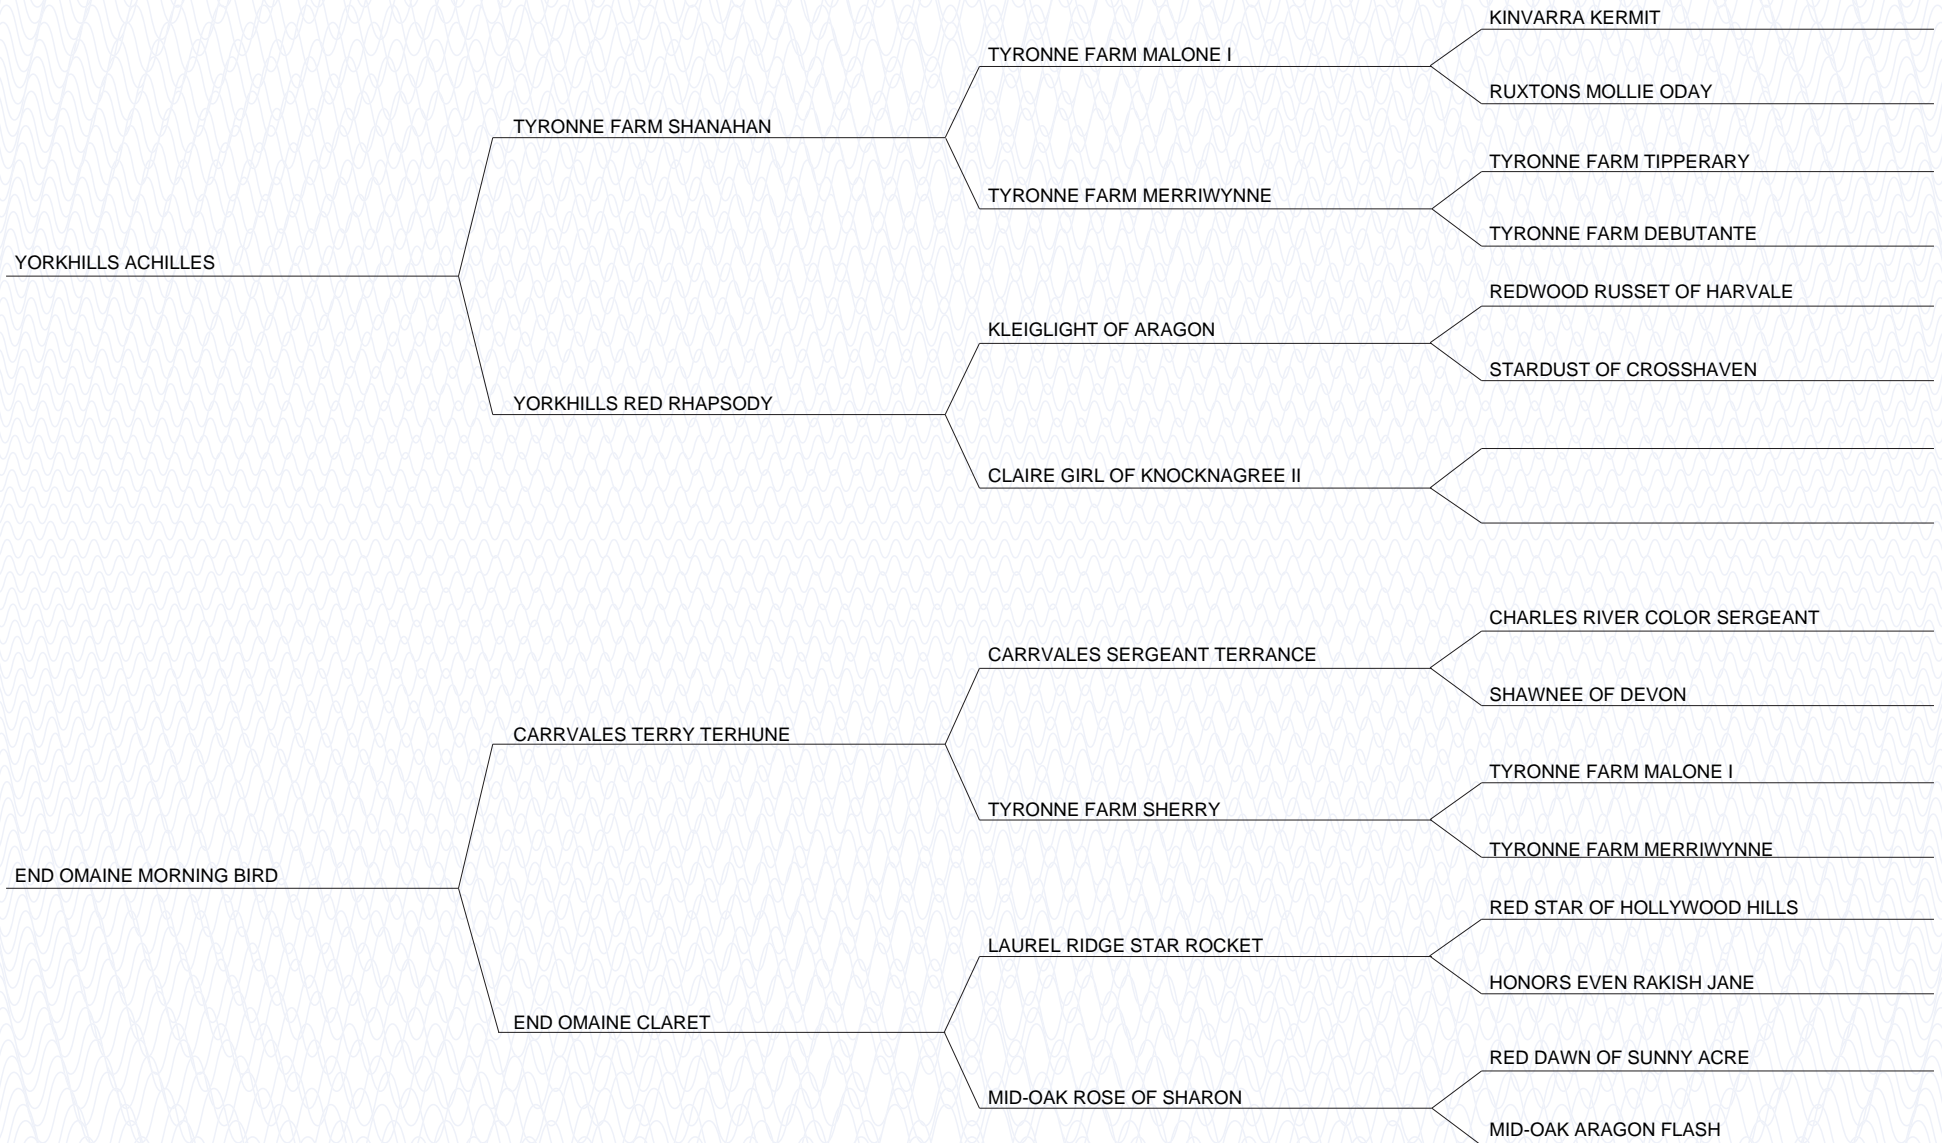 KINVARRA KERMIT
TYRONNE FARM MALONE I
RUXTONS MOLLIE ODAY
TYRONNE FARM SHANAHAN
TYRONNE FARM TIPPERARY
TYRONNE FARM MERRIWYNNE
TYRONNE FARM DEBUTANTE
YORKHILLS ACHILLES
REDWOOD RUSSET OF HARVALE
KLEIGLIGHT OF ARAGON
STARDUST OF CROSSHAVEN
YORKHILLS RED RHAPSODY
CLAIRE GIRL OF KNOCKNAGREE II
CHARLES RIVER COLOR SERGEANT
CARRVALES SERGEANT TERRANCE
SHAWNEE OF DEVON
CARRVALES TERRY TERHUNE
TYRONNE FARM MALONE I
TYRONNE FARM SHERRY
TYRONNE FARM MERRIWYNNE
END OMAINE MORNING BIRD
RED STAR OF HOLLYWOOD HILLS
LAUREL RIDGE STAR ROCKET
HONORS EVEN RAKISH JANE
END OMAINE CLARET
RED DAWN OF SUNNY ACRE
MID-OAK ROSE OF SHARON
MID-OAK ARAGON FLASH